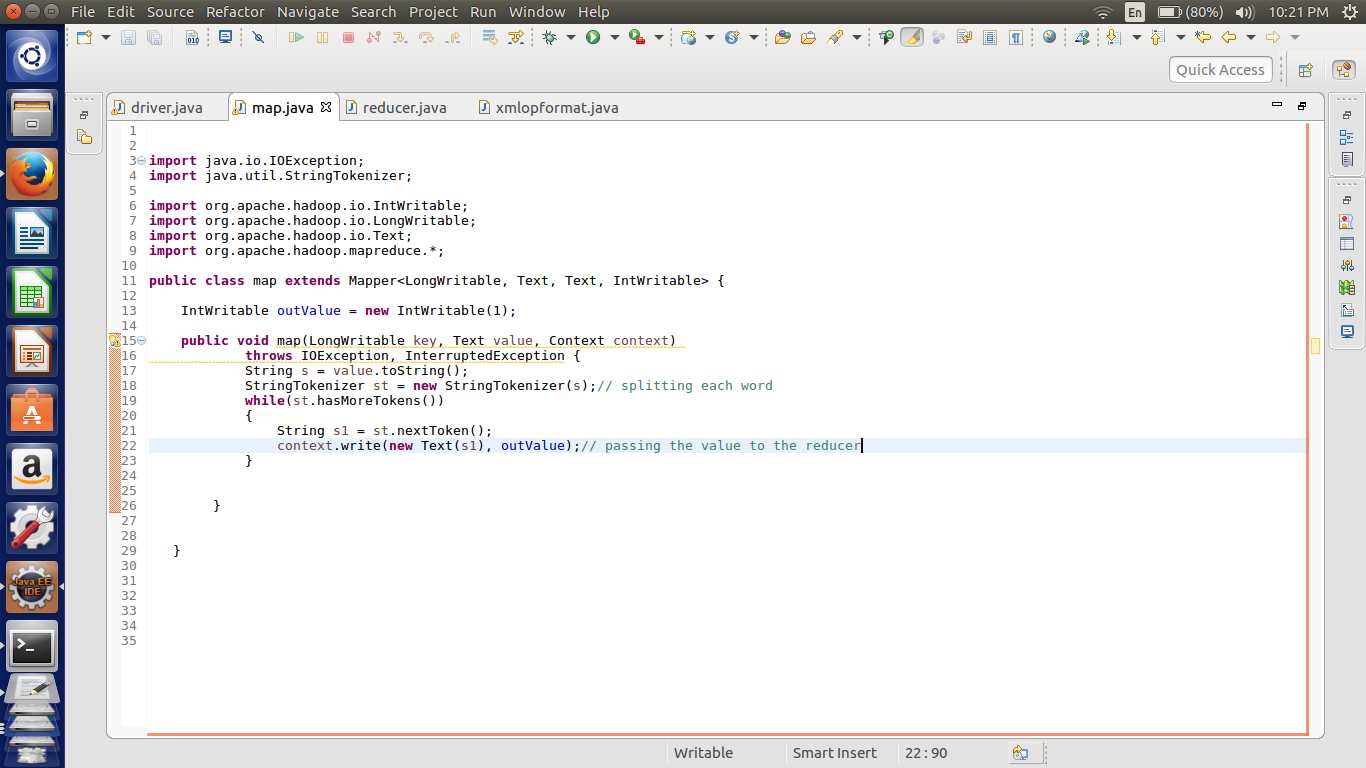 File Edit Source Refactor Navigate Search Project Run Window Help
En (80%) 10:21 PM
010
Quick Access
driver.java map.java reducer.java xmlopformat.java
1
2
3 import java.io.IOException;
4 import java.util.StringTokenizer;
5
6 import org.apache.hadoop.io.IntWritable;
7 import org.apache.hadoop.io.LongWritable;
8 import org.apache.hadoop.io.Text;
9 import org.apache.hadoop.mapreduce.*;
10
11 public class map extends Mapper<LongWritable, Text, Text, IntWritable> {
12
13 IntWritable outValue = new IntWritable(1);
14
15 public void map(LongWritable key, Text value, Context context)
16 throws IOException, InterruptedException {
17 String s = value.toString();
18 StringTokenizer st = new StringTokenizer(s);// splitting each word
19 while(st.hasMoreTokens())
20 {
21 String s1 = st.nextToken();
22 context.write(new Text(s1), outValue);// passing the value to the reducer
23 }
24
25
26 }
27
28
29 }
30
31
32
33
34
35
Java EE
IDE
Writable Smart Insert 22 : 90